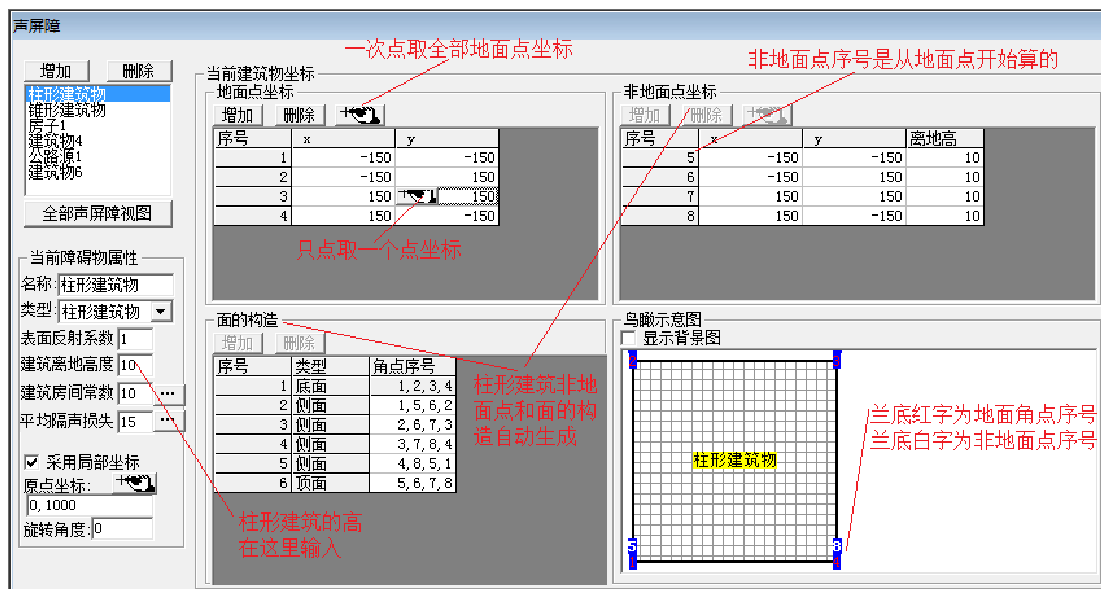 声屏障
一次点取全部地面点坐标
非地面点序号是从地面点开始算的
增加 删除
柱形建筑物
锥形建筑物
房子1
建筑物4
公路源1
建筑物6
全部声屏障视图
当前障碍物属性
名称: 柱形建筑物
类型: 柱形建筑物
表面反射系数 1
建筑离地高度 10
建筑房间常数 10 ...
平均隔声损失 15 ...
采用局部坐标
原点坐标:
0, 1000
旋转角度: 0
当前建筑物坐标
地面点坐标
增加 删除
序号 x y
1 -150 -150
2 -150 150
3 150 150
4 150 -150
只点取一个点坐标
非地面点坐标
增加 删除
序号 x y 离地高
5 -150 -150 10
6 -150 150 10
7 150 150 10
8 150 -150 10
面的构造
增加 删除
序号 类型 角点序号
1 底面 1,2,3,4
2 侧面 1,5,6,2
3 侧面 2,6,7,3
4 侧面 3,7,8,4
5 侧面 4,8,5,1
6 顶面 5,6,7,8
柱形建筑非地
面点和面的构
造自动生成
柱形建筑的高
在这里输入
鸟瞰示意图
显示背景图
2 3
柱形建筑物
5 8
1 4
兰底红字为地面角点序号
兰底白字为非地面点序号